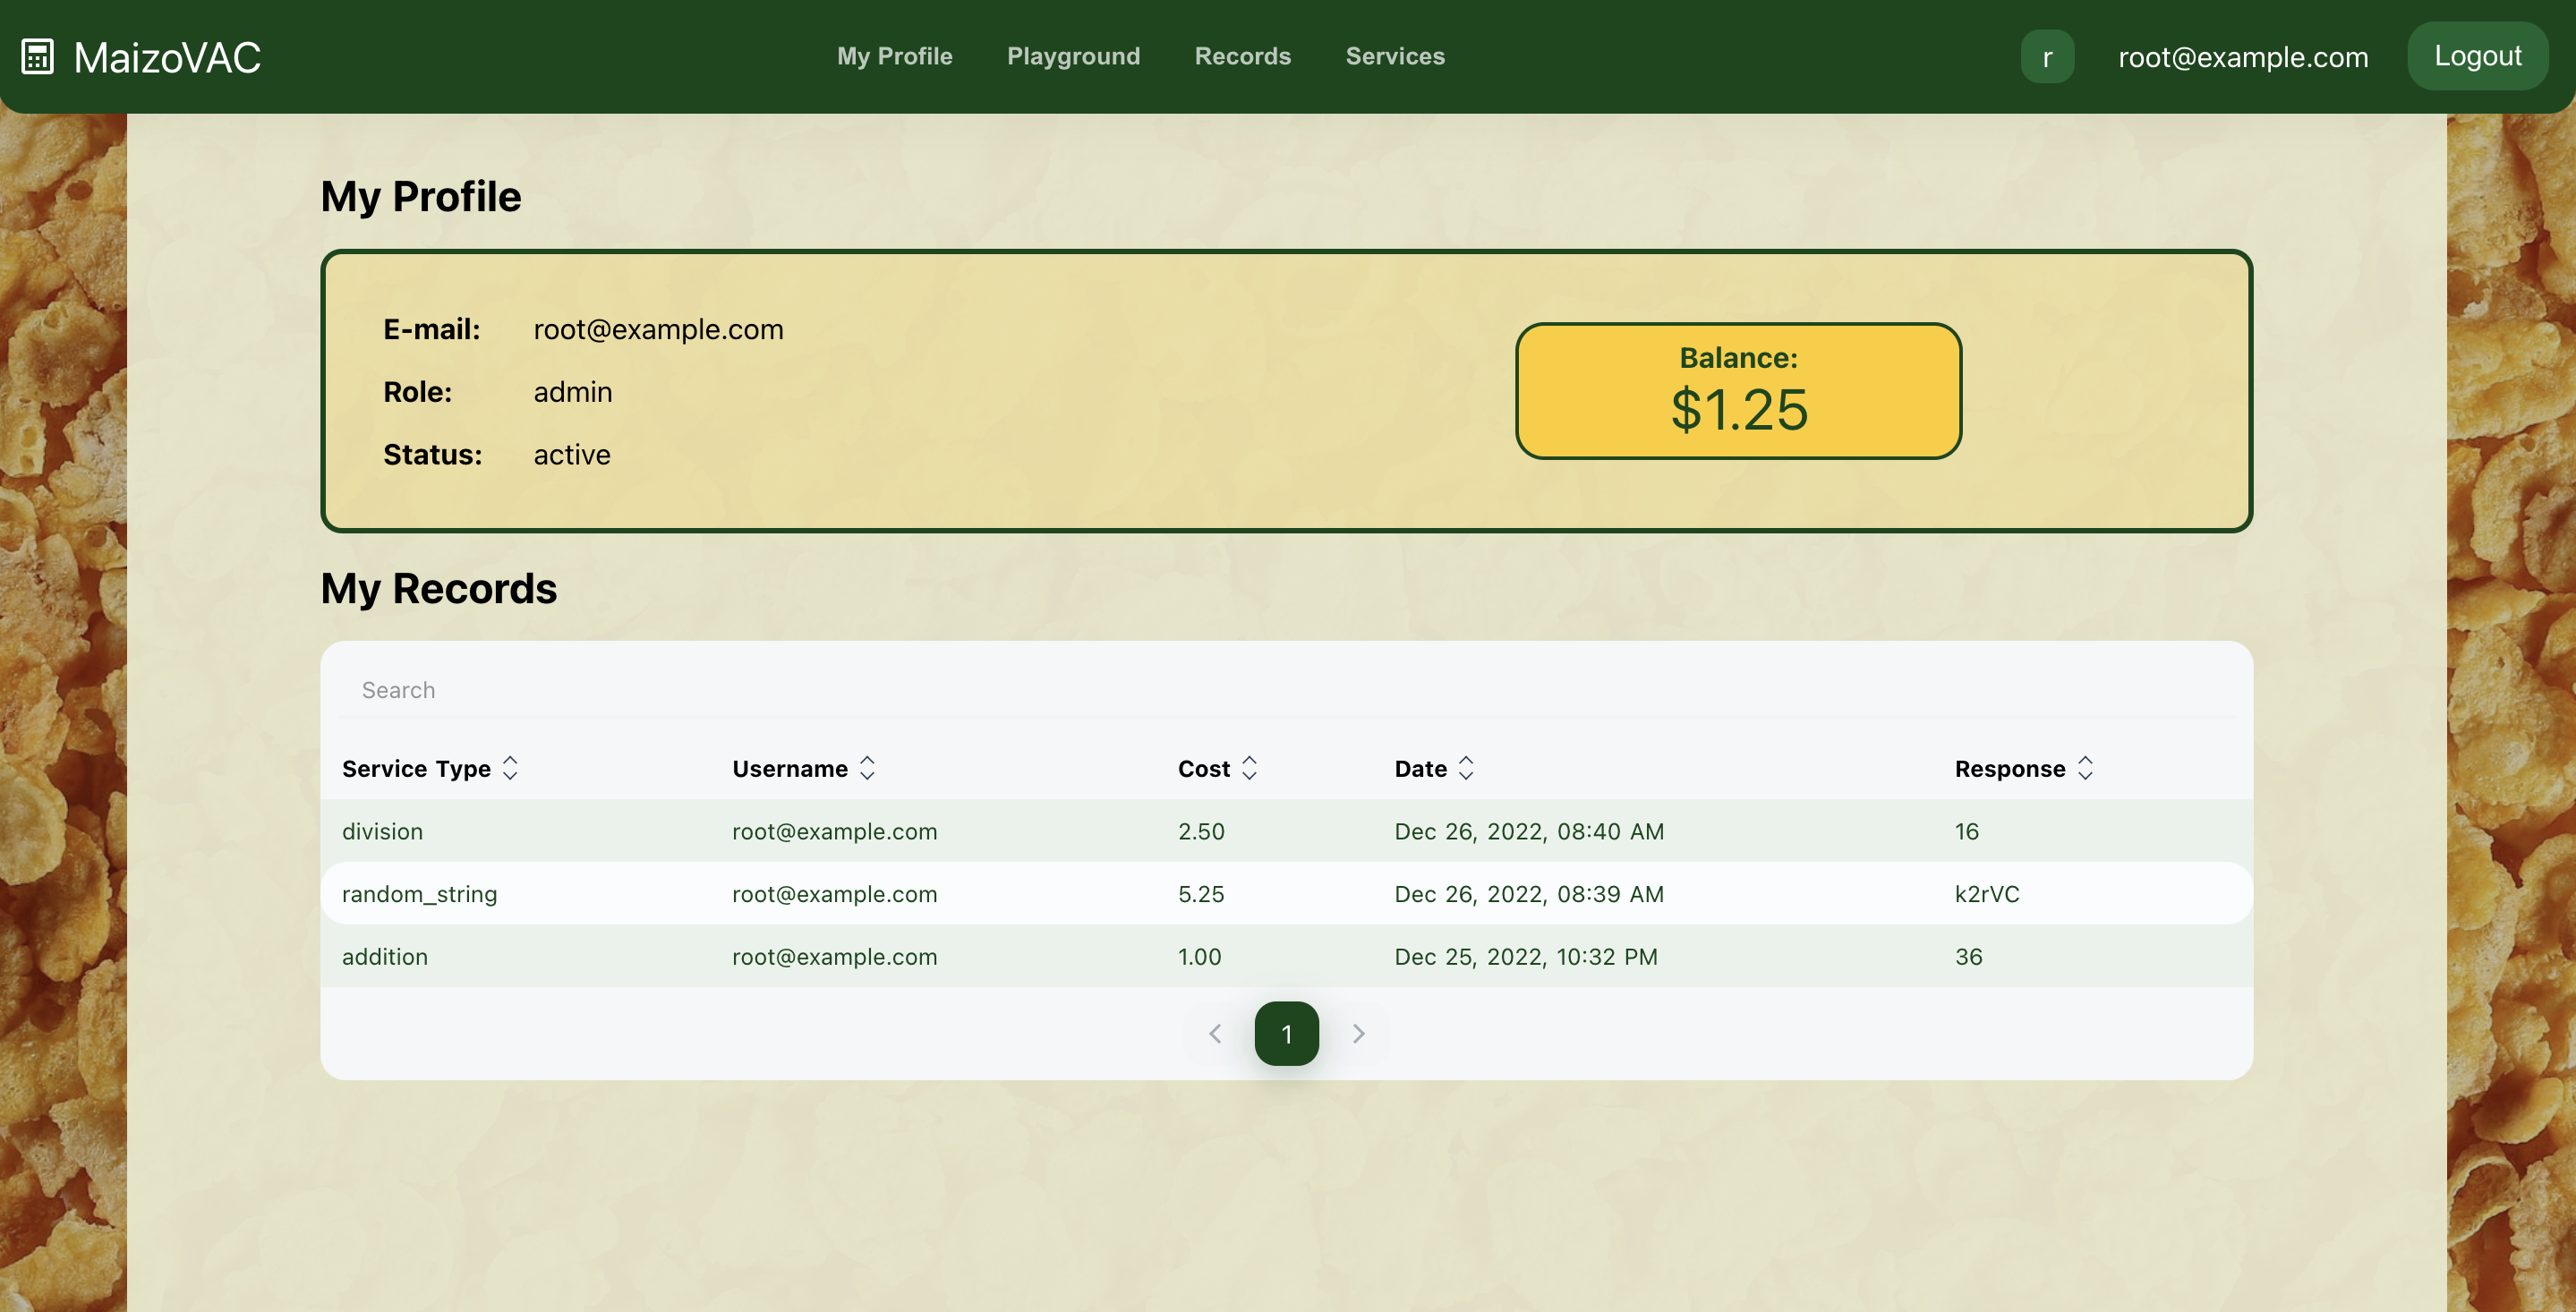 MaizoVAC My Profile Playground Records Services r root@example.com Logout
My Profile
E-mail: root@example.com
Role: admin
Status: active
Balance:
$1.25
My Records
Search
Service Type Username Cost Date Response
division root@example.com 2.50 Dec 26, 2022, 08:40 AM 16
random_string root@example.com 5.25 Dec 26, 2022, 08:39 AM k2rVC
addition root@example.com 1.00 Dec 25, 2022, 10:32 PM 36
1